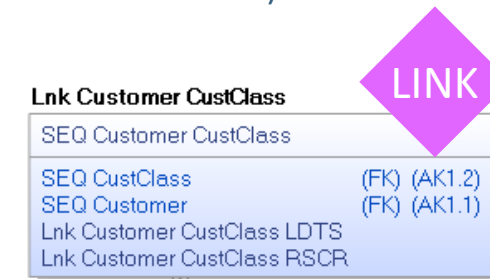 LINK
Lnk Customer CustClass
SEQ Customer CustClass
SEQ CustClass (FK) (AK1.2)
SEQ Customer (FK) (AK1.1)
Lnk Customer CustClass LDTS
Lnk Customer CustClass RSCR